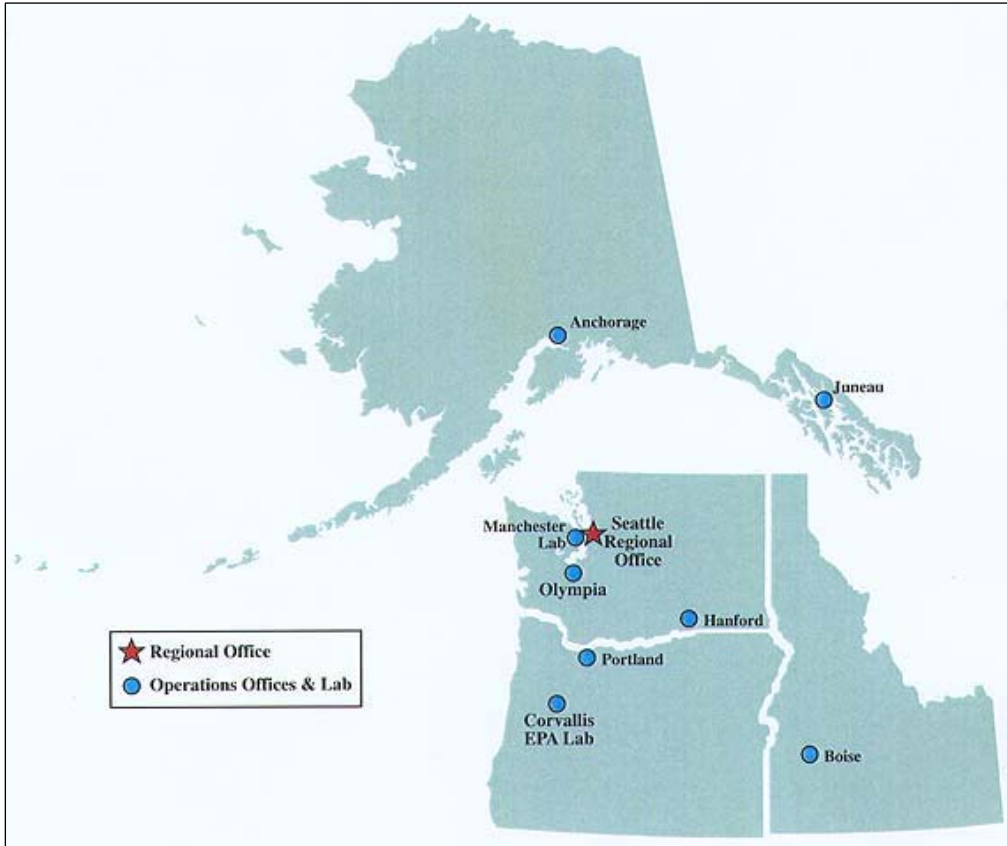 Anchorage
Juneau
Manchester
Lab
Seattle
Regional
Office
Olympia
Hanford
Portland
Corvallis
EPA Lab
Boise
Regional Office
Operations Offices & Lab